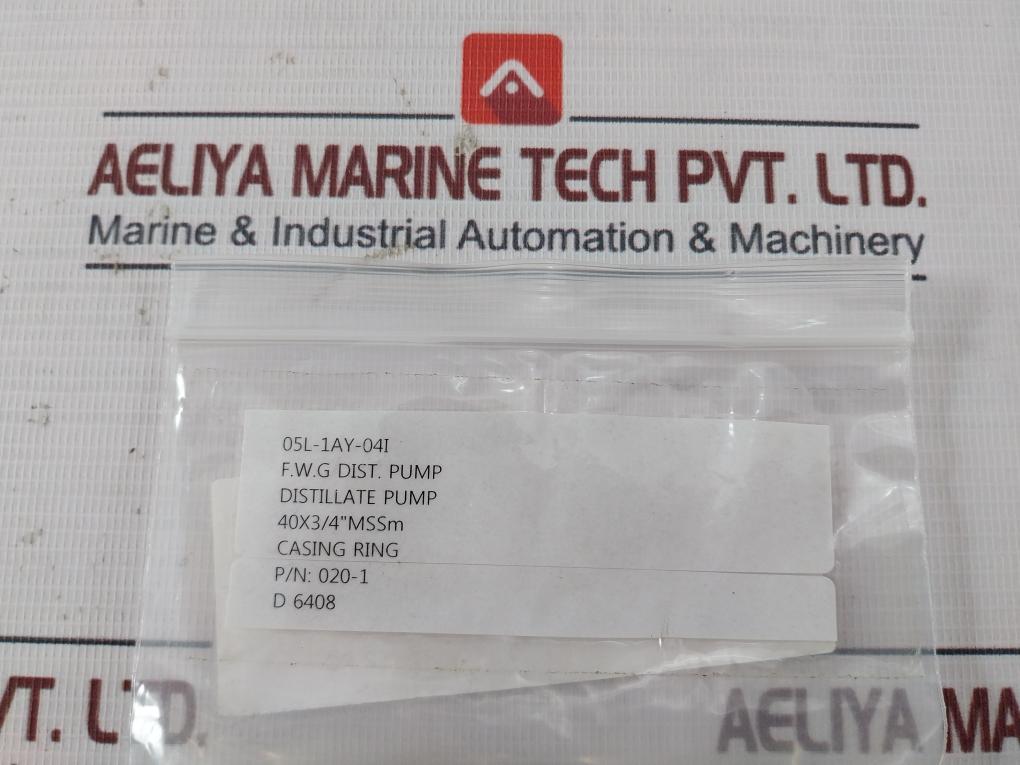 AELIYA MARINE TECH PVT. LTD.
Marine & Industrial Automation & Machinery
05L-1AY-04I
F.W.G DIST. PUMP
DISTILLATE PUMP
40X3/4"MSSm
CASING RING
P/N: 020-1
D 6408
VT. LTD.
AELIYA MA